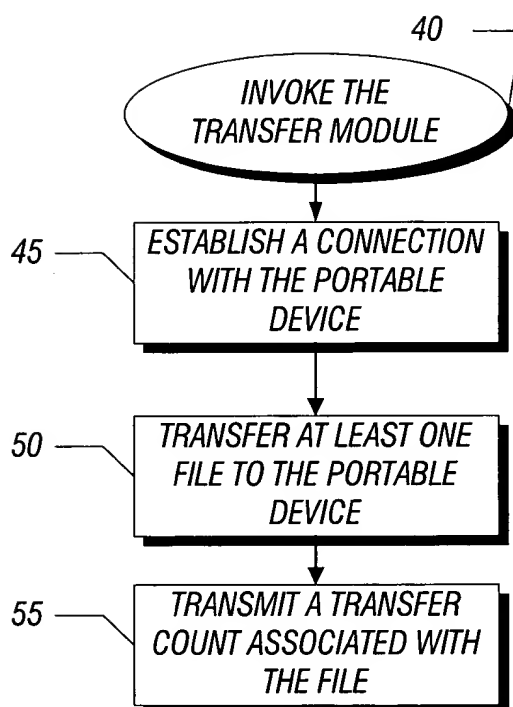 40
INVOKE THE
TRANSFER MODULE
45
ESTABLISH A CONNECTION
WITH THE PORTABLE
DEVICE
50
TRANSFER AT LEAST ONE
FILE TO THE PORTABLE
DEVICE
55
TRANSMIT A TRANSFER
COUNT ASSOCIATED WITH
THE FILE